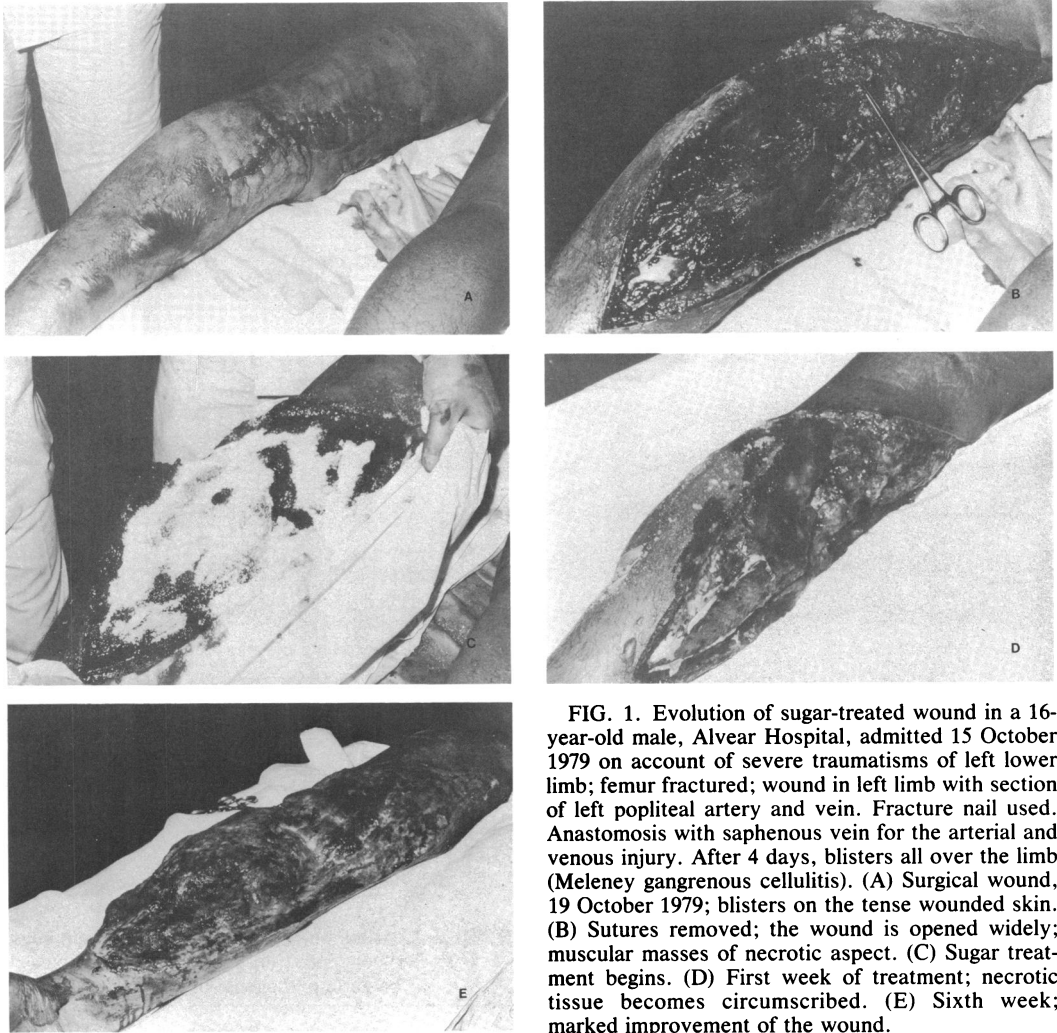 A
B
C
D
E
FIG. 1. Evolution of sugar-treated wound in a 16-
year-old male, Alvear Hospital, admitted 15 October
1979 on account of severe traumatisms of left lower
limb; femur fractured; wound in left limb with section
of left popliteal artery and vein. Fracture nail used.
Anastomosis with saphenous vein for the arterial and
venous injury. After 4 days, blisters all over the limb
(Meleney gangrenous cellulitis). (A) Surgical wound,
19 October 1979; blisters on the tense wounded skin.
(B) Sutures removed; the wound is opened widely;
muscular masses of necrotic aspect. (C) Sugar treat-
ment begins. (D) First week of treatment; necrotic
tissue becomes circumscribed. (E) Sixth week;
marked improvement of the wound.